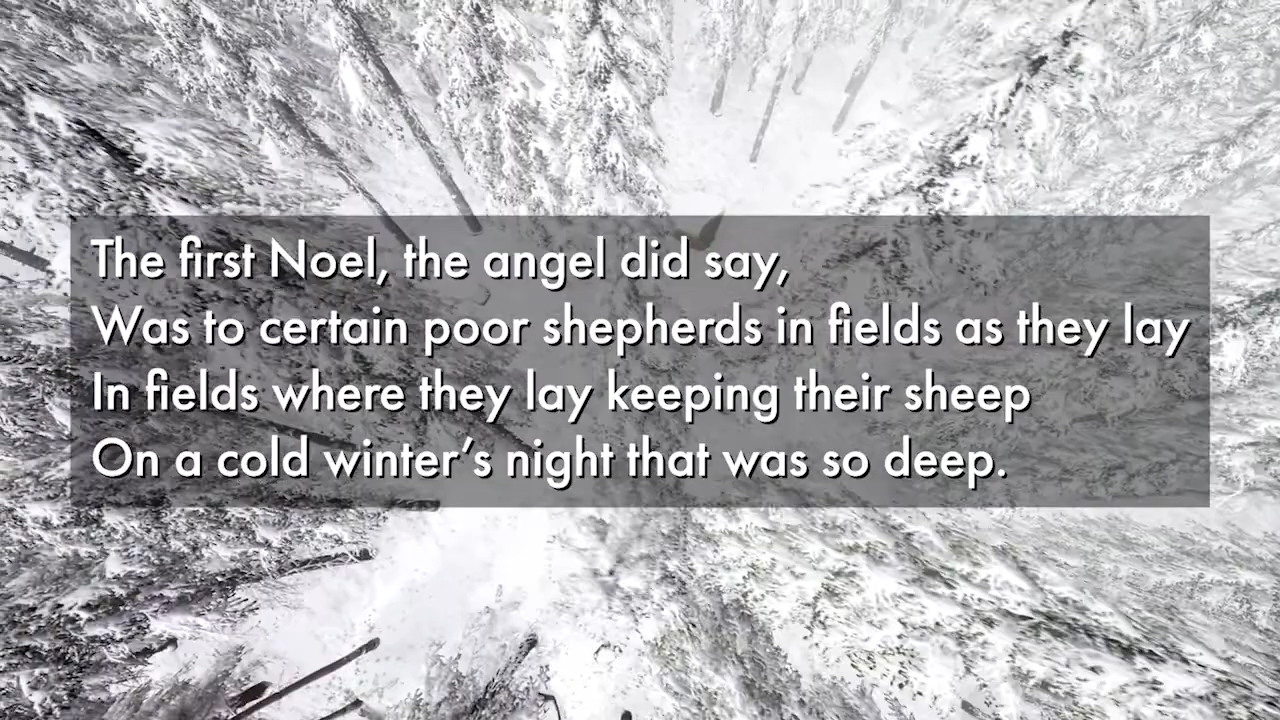 The first Noel, the angel did say,
Was to certain poor shepherds in fields as they lay
In fields where they lay keeping their sheep
On a cold winter’s night that was so deep.